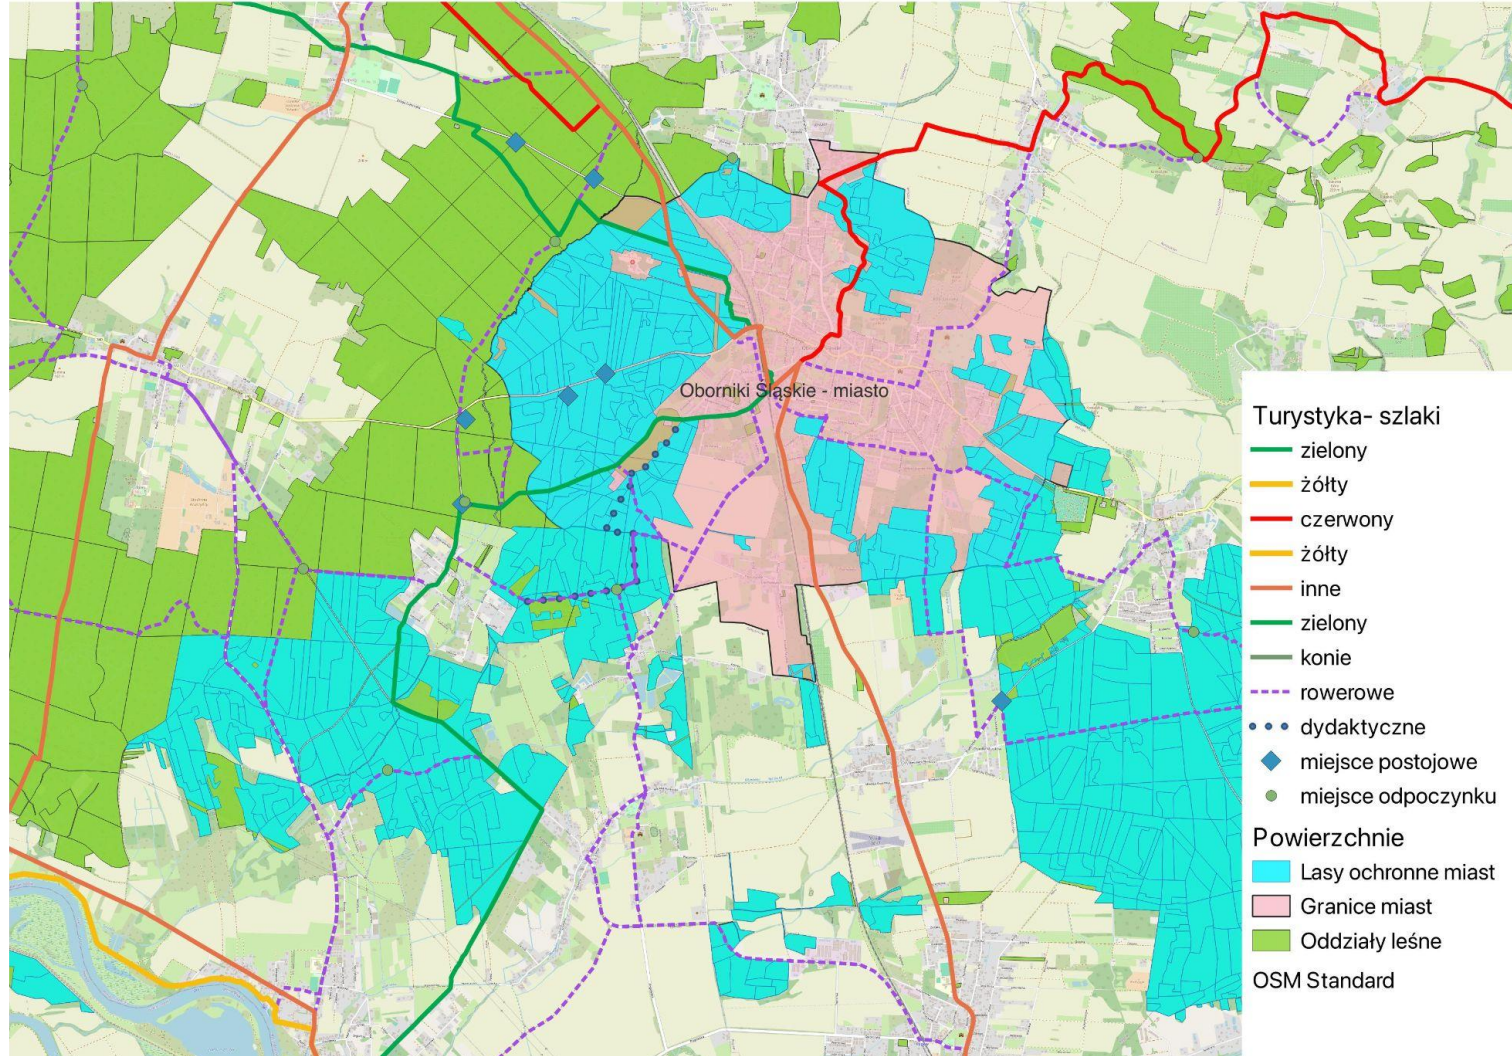 Oborniki Śląskie - miasto
Turystyka- szlaki
zielony
żółty
czerwony
żółty
inne
zielony
konie
rowerowe
dydaktyczne
miejsce postojowe
miejsce odpoczynku
Powierzchnie
Lasy ochronne miast
Granice miast
Oddziały leśne
OSM Standard